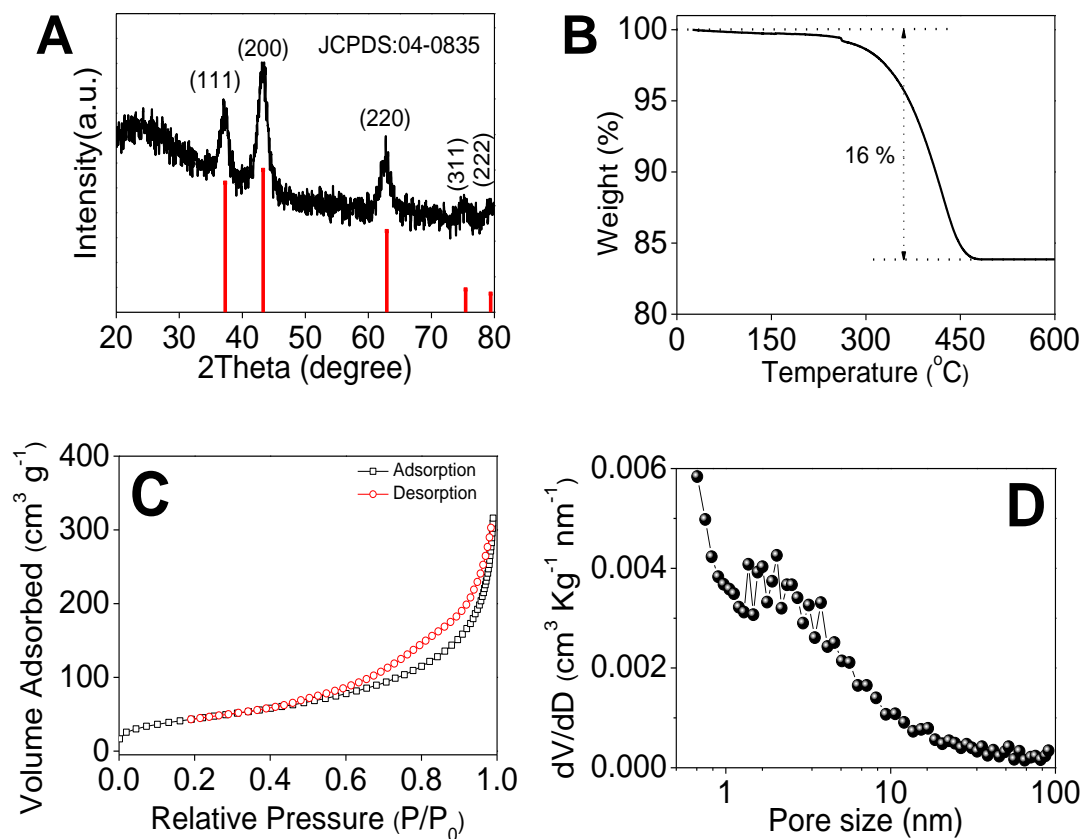 A
JCPDS:04-0835
(111)
(200)
(220)
(311)
(222)
Intensity(a.u.)
20 30 40 50 60 70 80
2Theta (degree)
B
100
95
90
85
80
16 %
Weight (%)
0 150 300 450 600
Temperature (°C)
C
Adsorption
Desorption
400
300
200
100
0
Volume Adsorbed (cm³ g⁻¹)
0.0 0.2 0.4 0.6 0.8 1.0
Relative Pressure (P/P₀)
D
0.006
0.004
0.002
0.000
dV/dD (cm³ Kg⁻¹ nm⁻¹)
1 10 100
Pore size (nm)